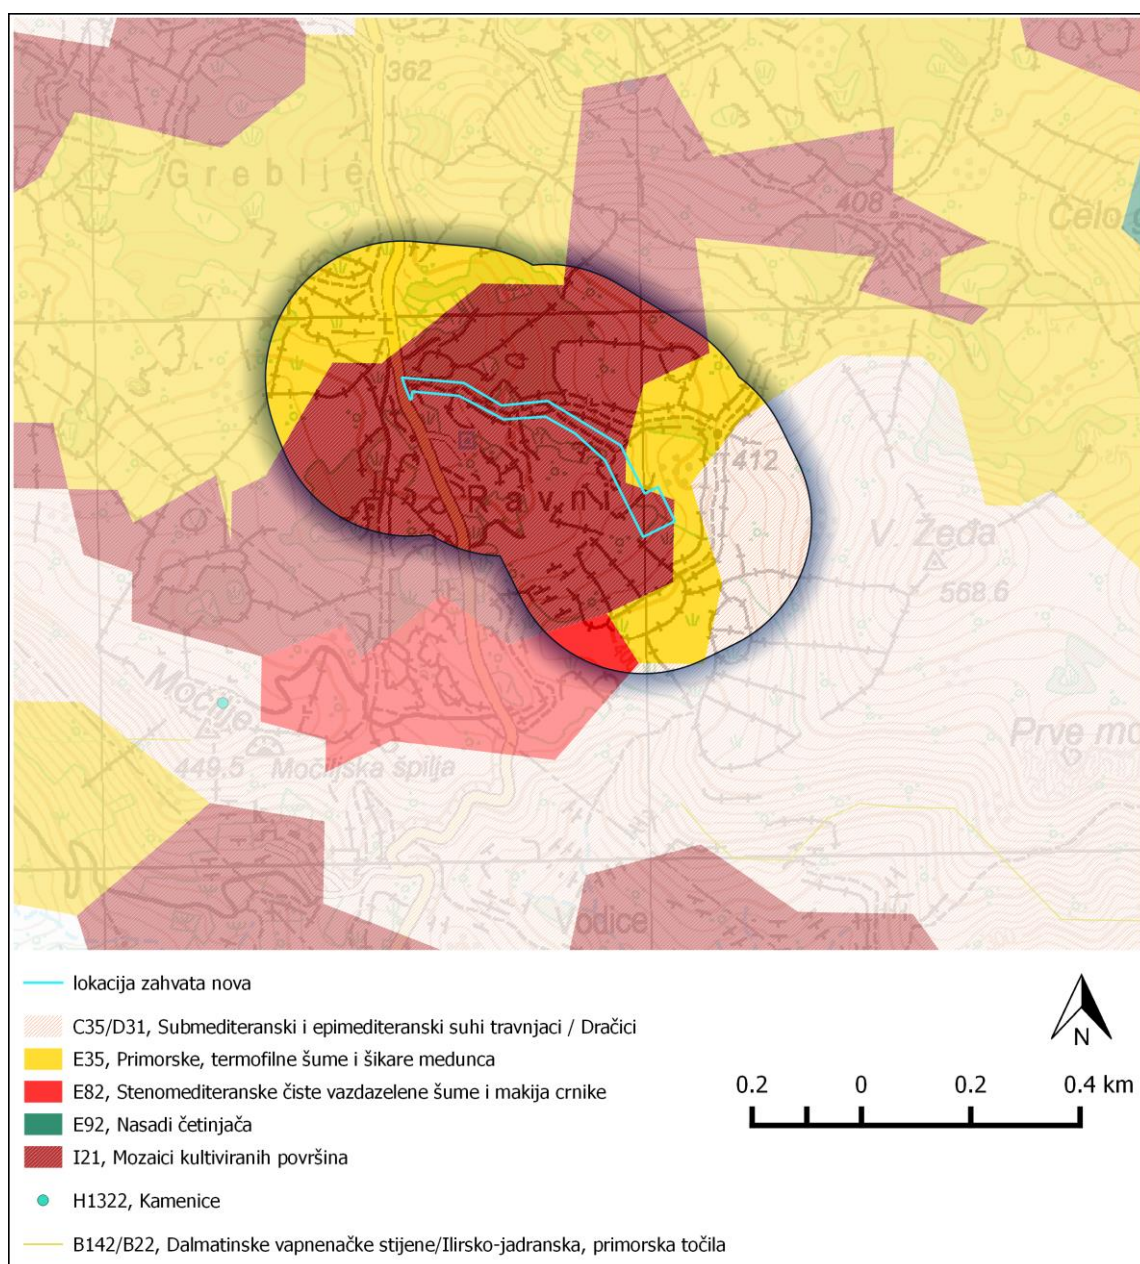 362
Greblje
408
Čelo
412
Ravni
V. Žeđa
568.6
Močilje
Prve mo
449.5
Močiljska špilja
Vodice
lokacija zahvata nova
C35/D31, Submediteranski i epimediteranski suhi travnjaci / Dračici
E35, Primorske, termofilne šume i šikare medunca
E82, Stenomediteranske čiste vazdazelene šume i makija crnike
E92, Nasadi četinjača
I21, Mozaici kultiviranih površina
H1322, Kamenice
B142/B22, Dalmatinske vapnenačke stijene/Ilirsko-jadranska, primorska točila
N
0.2 0 0.2 0.4 km